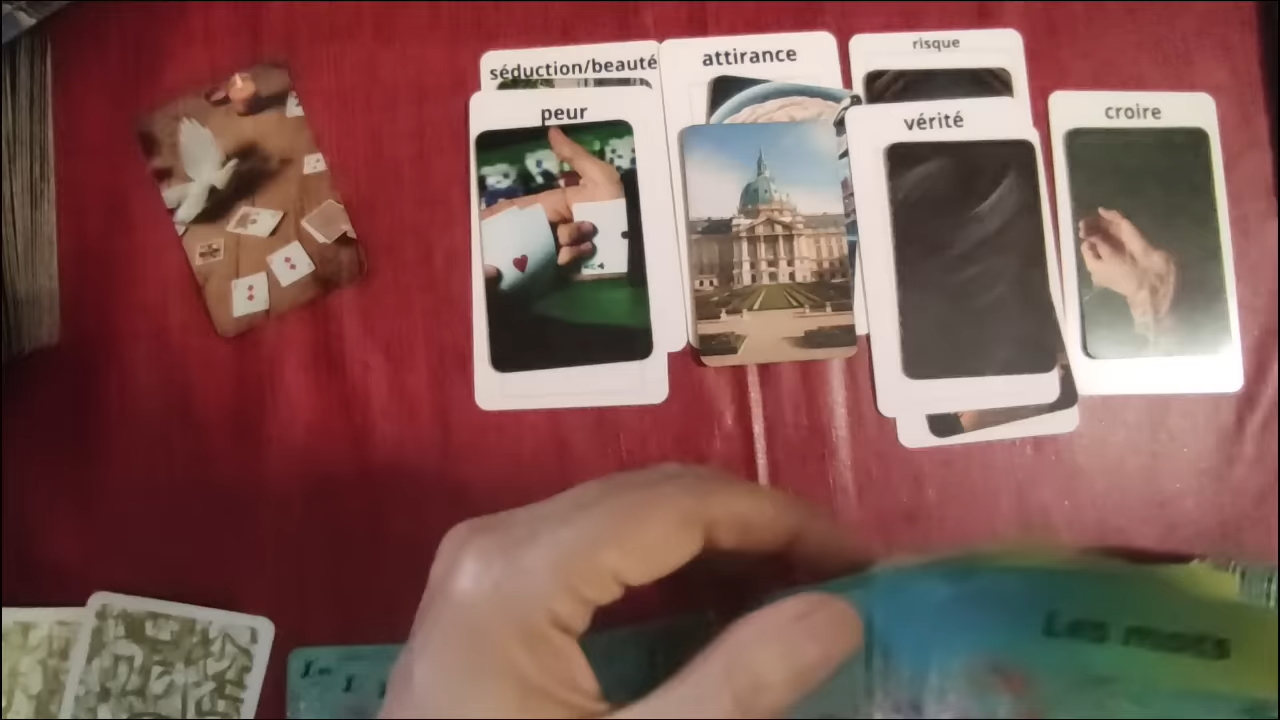 séduction/beauté
attirance
risque
peur
vérité
croire
Les mots